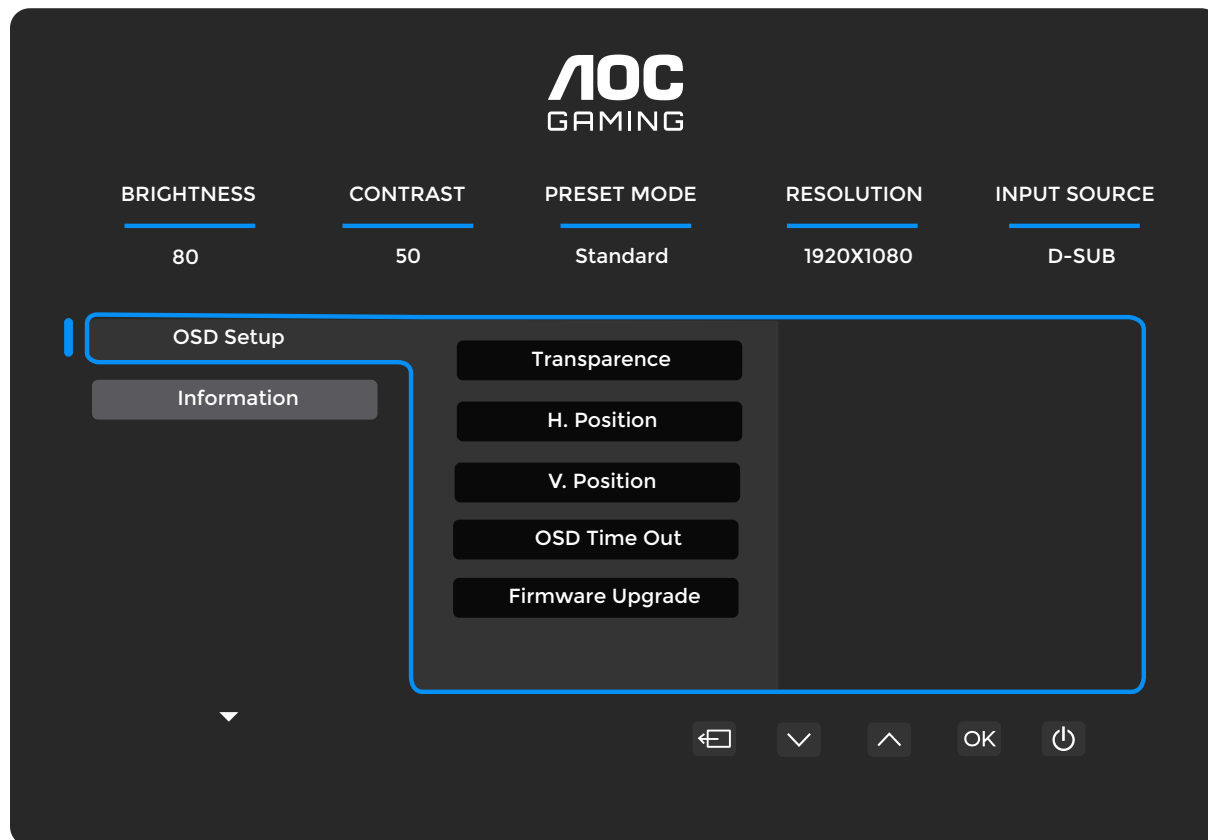 AOC
GAMING
BRIGHTNESS CONTRAST PRESET MODE RESOLUTION INPUT SOURCE
80 50 Standard 1920X1080 D-SUB
OSD Setup
Information
Transparence
H. Position
V. Position
OSD Time Out
Firmware Upgrade
OK